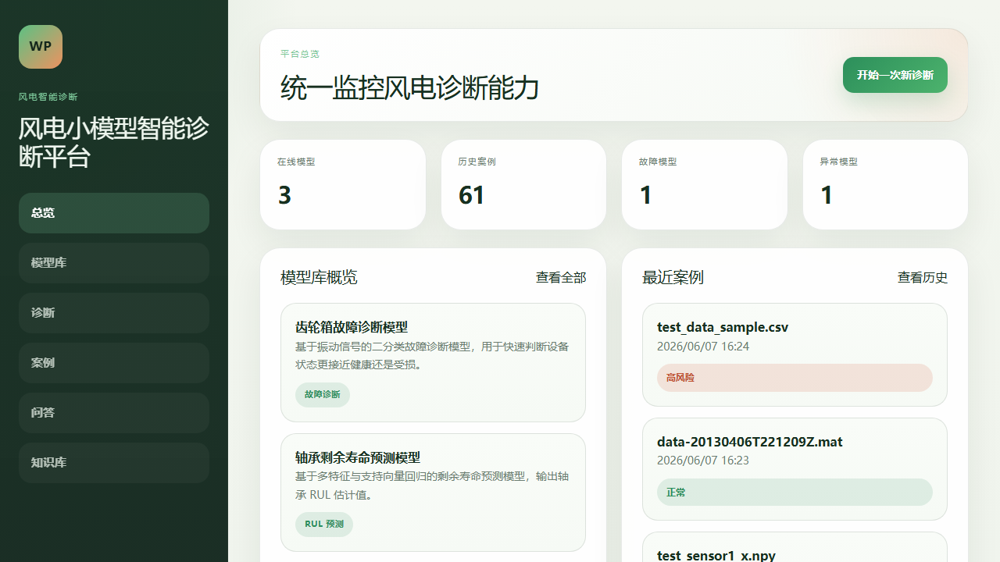 WP
风电智能诊断
风电小模型智能诊
断平台
总览
模型库
诊断
案例
问答
知识库
平台总览
统一监控风电诊断能力
开始一次新诊断
在线模型
3
历史案例
61
故障模型
1
异常模型
1
模型库概览
查看全部
齿轮箱故障诊断模型
基于振动信号的二分类故障诊断模型，用于快速判断设备
状态更接近健康还是受损。
故障诊断
轴承剩余寿命预测模型
基于多特征与支持向量回归的剩余寿命预测模型，输出轴
承 RUL 估计值。
RUL 预测
最近案例
查看历史
test_data_sample.csv
2026/06/07 16:24
高风险
data-20130406T221209Z.mat
2026/06/07 16:23
正常
test_sensor1_x.npy